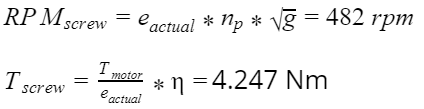 RPM_screw = e_actual * n_p * √g = 482 rpm
T_screw = T_motor / e_actual * η = 4.247 Nm